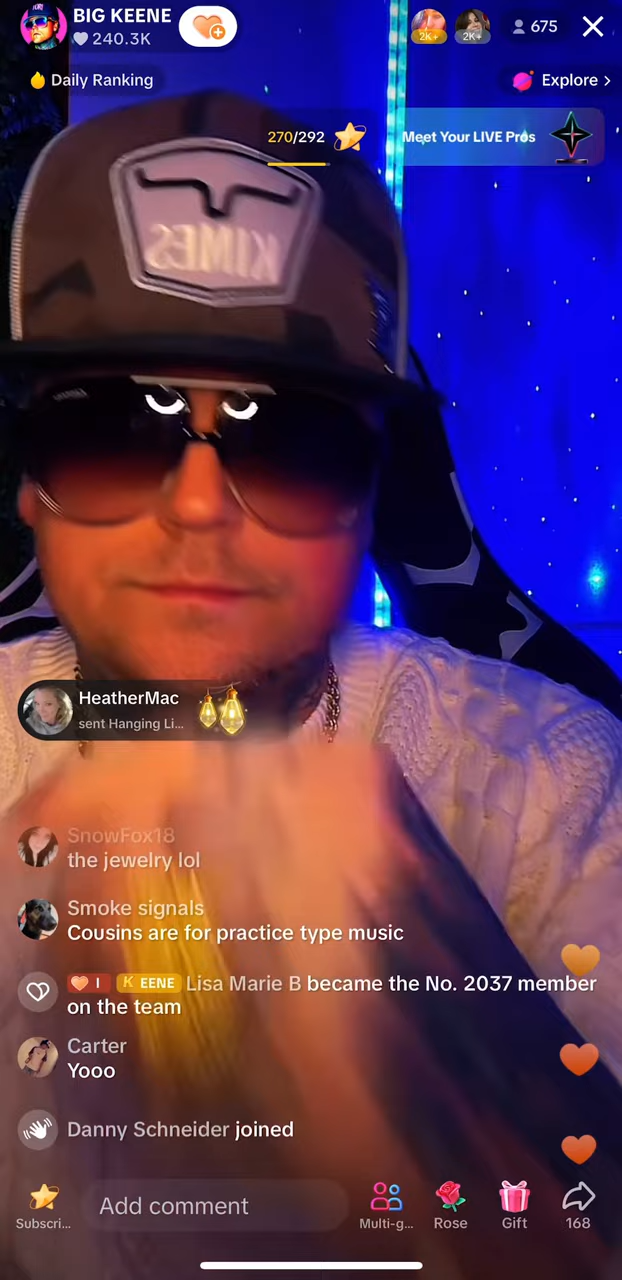 BIG KEENE
240.3K
2K+
2K+
675
Daily Ranking
Explore >
270/292
Meet Your LIVE Pros
KIMES
HeatherMac
sent Hanging Li...
SnowFox18
the jewelry lol
Smoke signals
Cousins are for practice type music
I K EENE Lisa Marie B became the No. 2037 member
on the team
Carter
Yooo
Danny Schneider joined
Add comment
Subscri...
Multi-g...
Rose
Gift
168